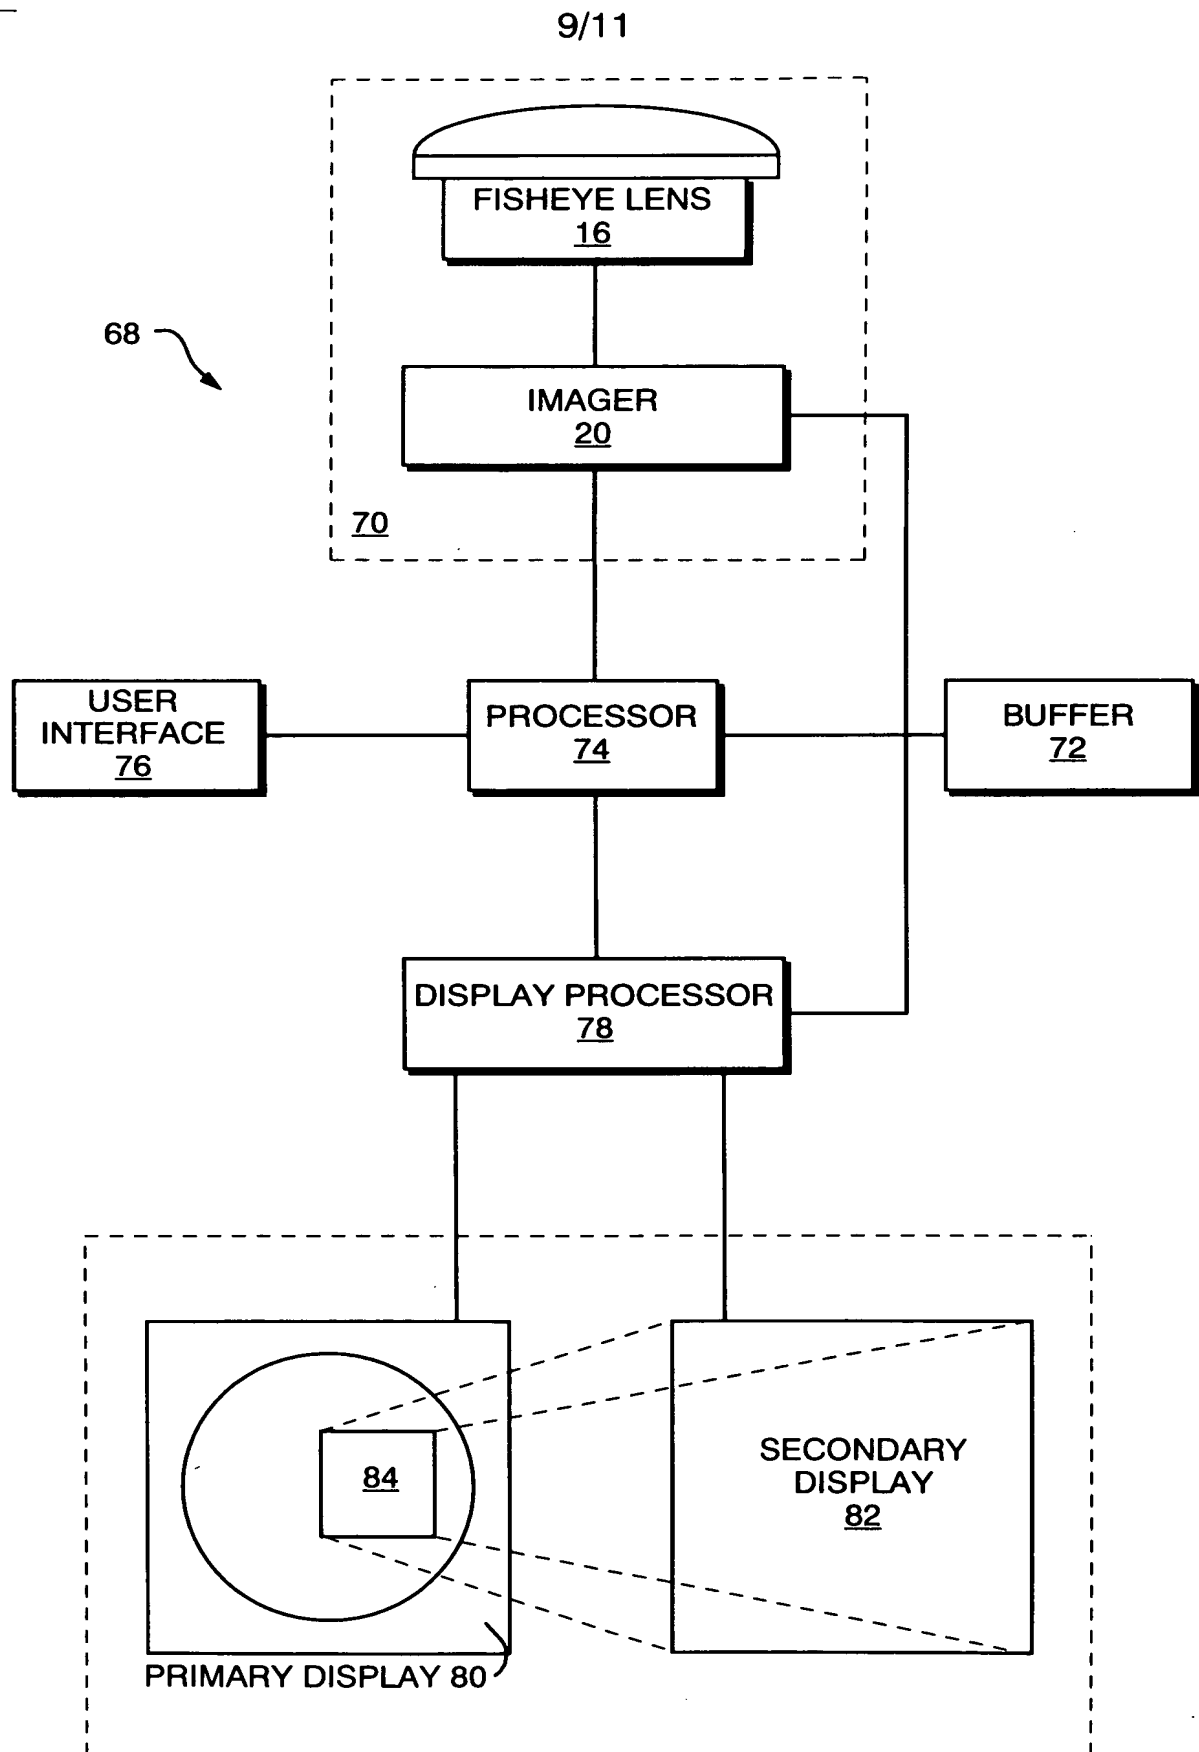 9/11
FISHEYE LENS
16
68
IMAGER
20
70
USER
INTERFACE
76
PROCESSOR
74
BUFFER
72
DISPLAY PROCESSOR
78
84
SECONDARY
DISPLAY
82
PRIMARY DISPLAY 80